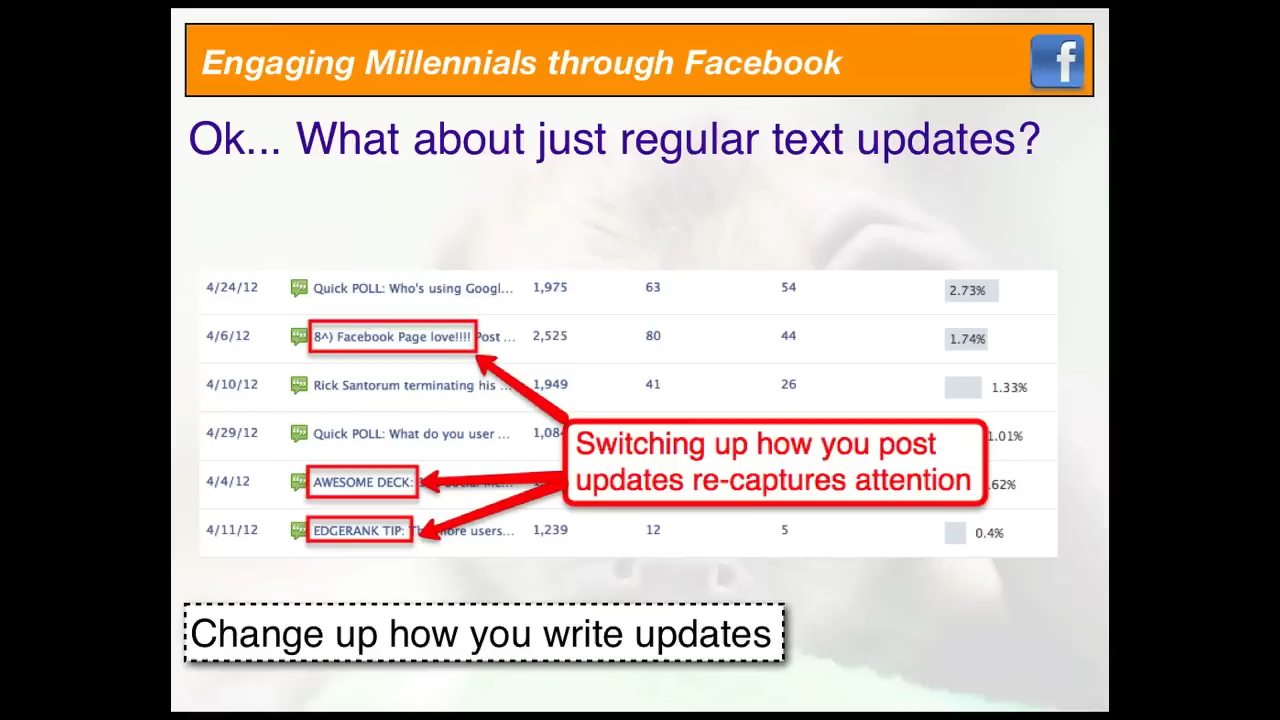 Engaging Millennials through Facebook
f
Ok... What about just regular text updates?
4/24/12 Quick POLL: Who's using Googl... 1,975 63 54 2.73%
4/6/12 8^) Facebook Page love!!!! Post ... 2,525 80 44 1.74%
4/10/12 Rick Santorum terminating his ... 1,949 41 26 1.33%
4/29/12 Quick POLL: What do you user ... 1.01%
4/4/12 AWESOME DECK:
4/11/12 EDGERANK TIP: users... 1,239 12 5 0.4%
Switching up how you post
updates re-captures attention
Change up how you write updates